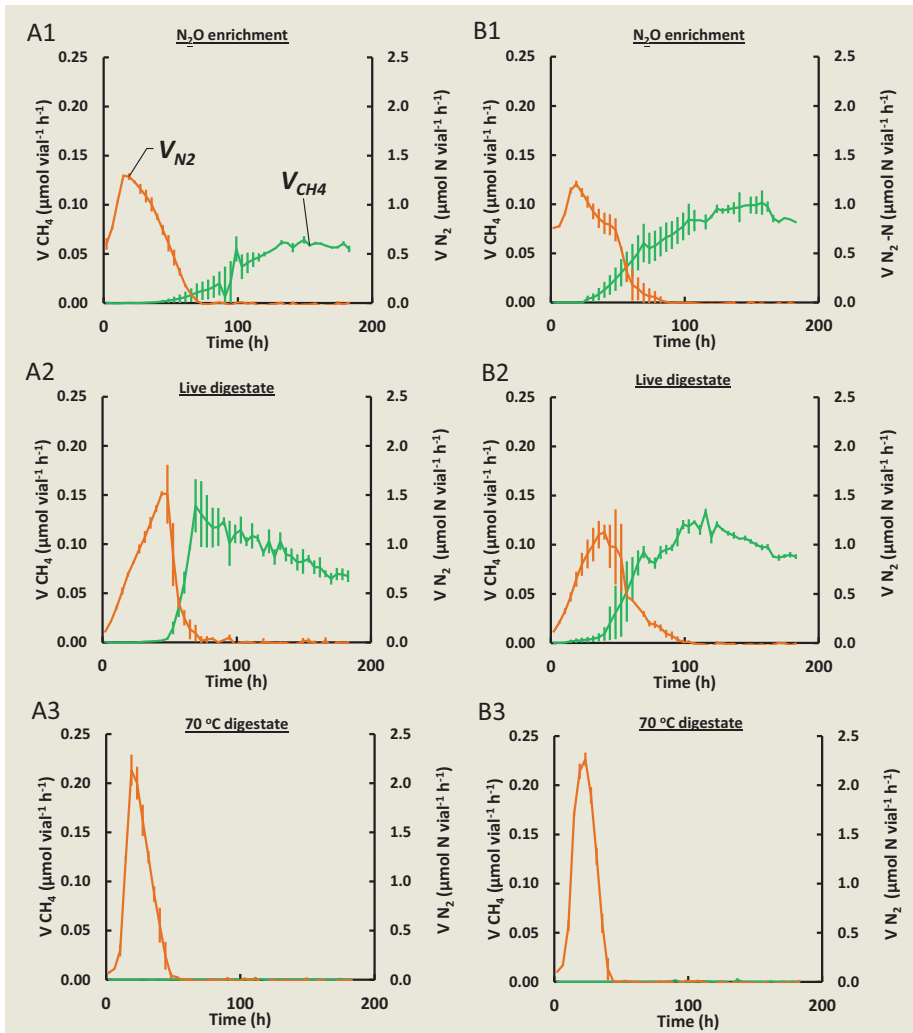 A1
N₂O enrichment
0.25
0.20
0.15
0.10
0.05
0.00
V CH₄ (µmol vial⁻¹ h⁻¹)
2.5
2.0
1.5
1.0
0.5
0.0
V N₂ (µmol N vial⁻¹ h⁻¹)
V_N2
V_CH4
0 100 200
Time (h)
B1
N₂O enrichment
0.25
0.20
0.15
0.10
0.05
0.00
V CH₄ (µmol vial⁻¹ h⁻¹)
2.5
2.0
1.5
1.0
0.5
0.0
V N₂ -N (µmol N vial⁻¹ h⁻¹)
0 100 200
Time (h)
A2
Live digestate
0.25
0.20
0.15
0.10
0.05
0.00
V CH₄ (µmol vial⁻¹ h⁻¹)
2.5
2.0
1.5
1.0
0.5
0.0
V N₂ (µmol N vial⁻¹ h⁻¹)
0 100 200
Time (h)
B2
Live digestate
0.25
0.20
0.15
0.10
0.05
0.00
V CH₄ (µmol vial⁻¹ h⁻¹)
2.5
2.0
1.5
1.0
0.5
0.0
V N₂ (µmol N vial⁻¹ h⁻¹)
0 100 200
Time (h)
A3
70 °C digestate
0.25
0.20
0.15
0.10
0.05
0.00
V CH₄ (µmol vial⁻¹ h⁻¹)
2.5
2.0
1.5
1.0
0.5
0.0
V N₂ (µmol N vial⁻¹ h⁻¹)
0 100 200
Time (h)
B3
70 °C digestate
0.25
0.20
0.15
0.10
0.05
0.00
V CH₄ (µmol vial⁻¹ h⁻¹)
2.5
2.0
1.5
1.0
0.5
0.0
V N₂ (µmol N vial⁻¹ h⁻¹)
0 100 200
Time (h)